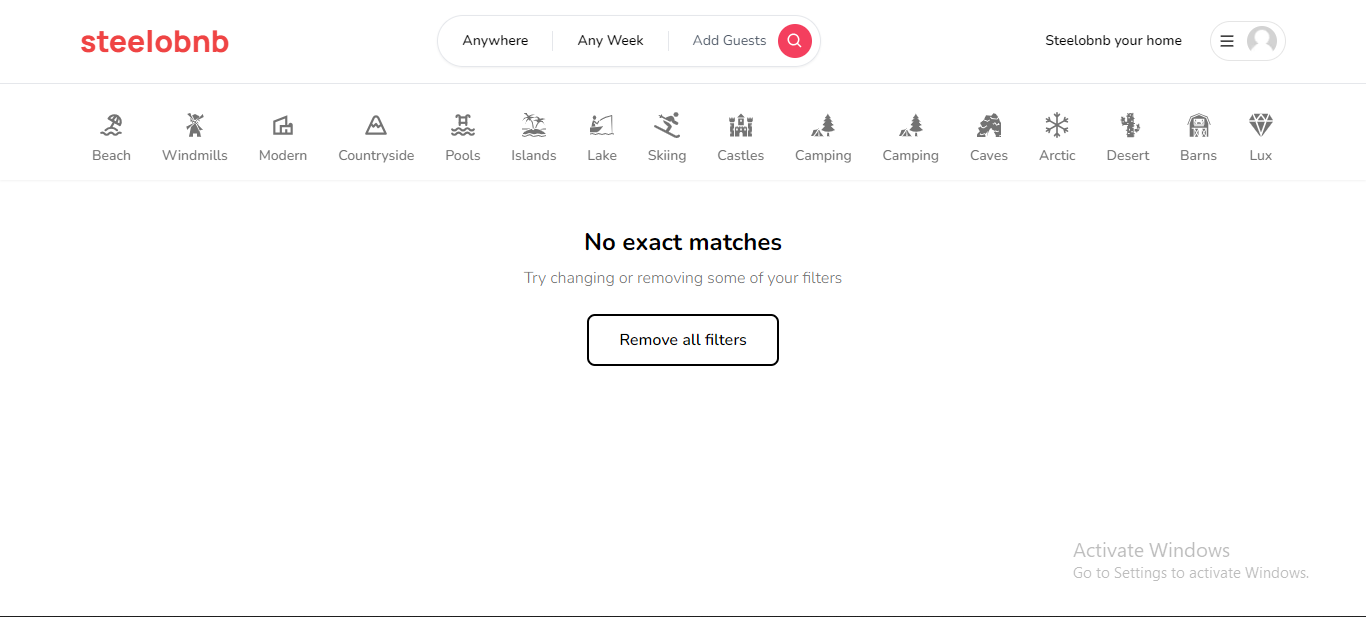 steelobnb
Anywhere Any Week Add Guests
Steelobnb your home
Beach Windmills Modern Countryside Pools Islands Lake Skiing Castles Camping Camping Caves Arctic Desert Barns Lux
No exact matches
Try changing or removing some of your filters
Remove all filters
Activate Windows
Go to Settings to activate Windows.